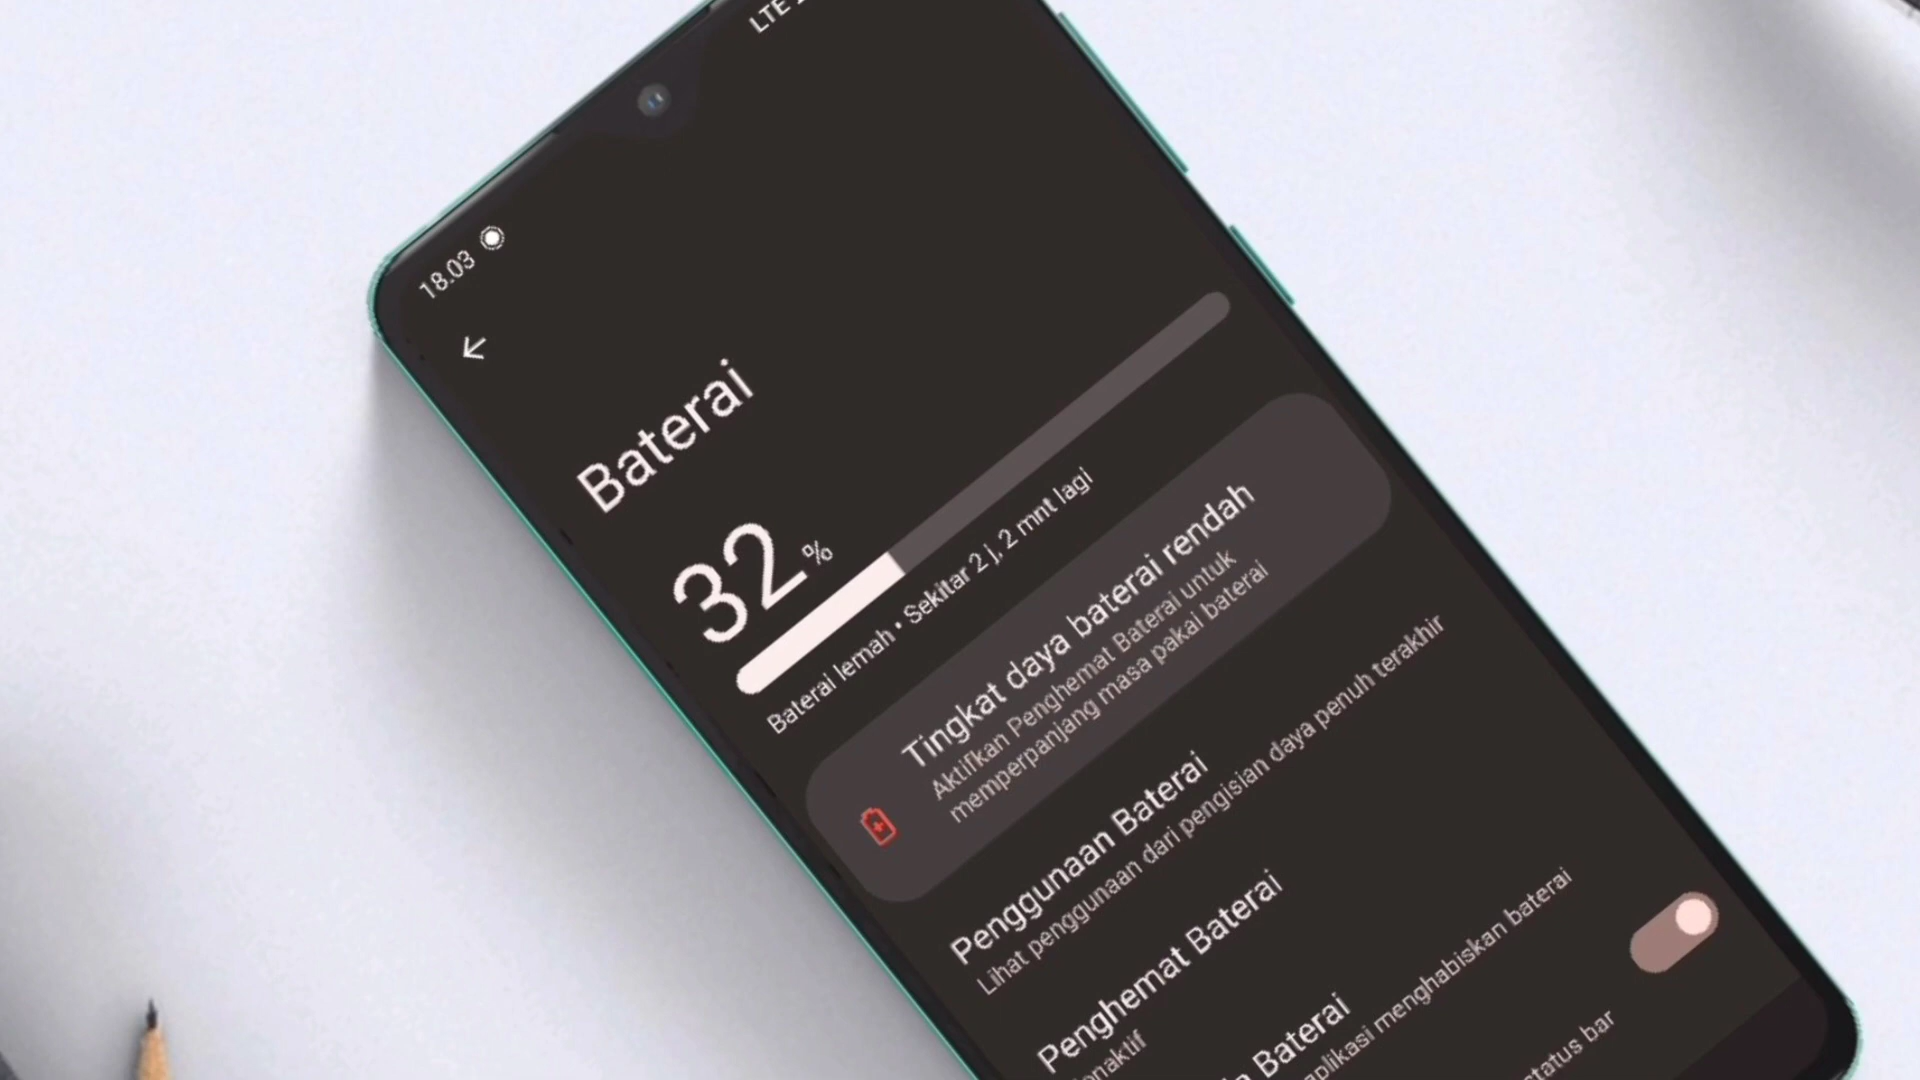 LTE
18.03
Baterai
32%
Baterai lemah • Sekitar 2 j, 2 mnt lagi
Tingkat daya baterai rendah
Aktifkan Penghemat Baterai untuk
memperpanjang masa pakai baterai
Penggunaan Baterai
Lihat penggunaan dari pengisian daya penuh terakhir
Penghemat Baterai
Baterai
menghabiskan baterai
status bar